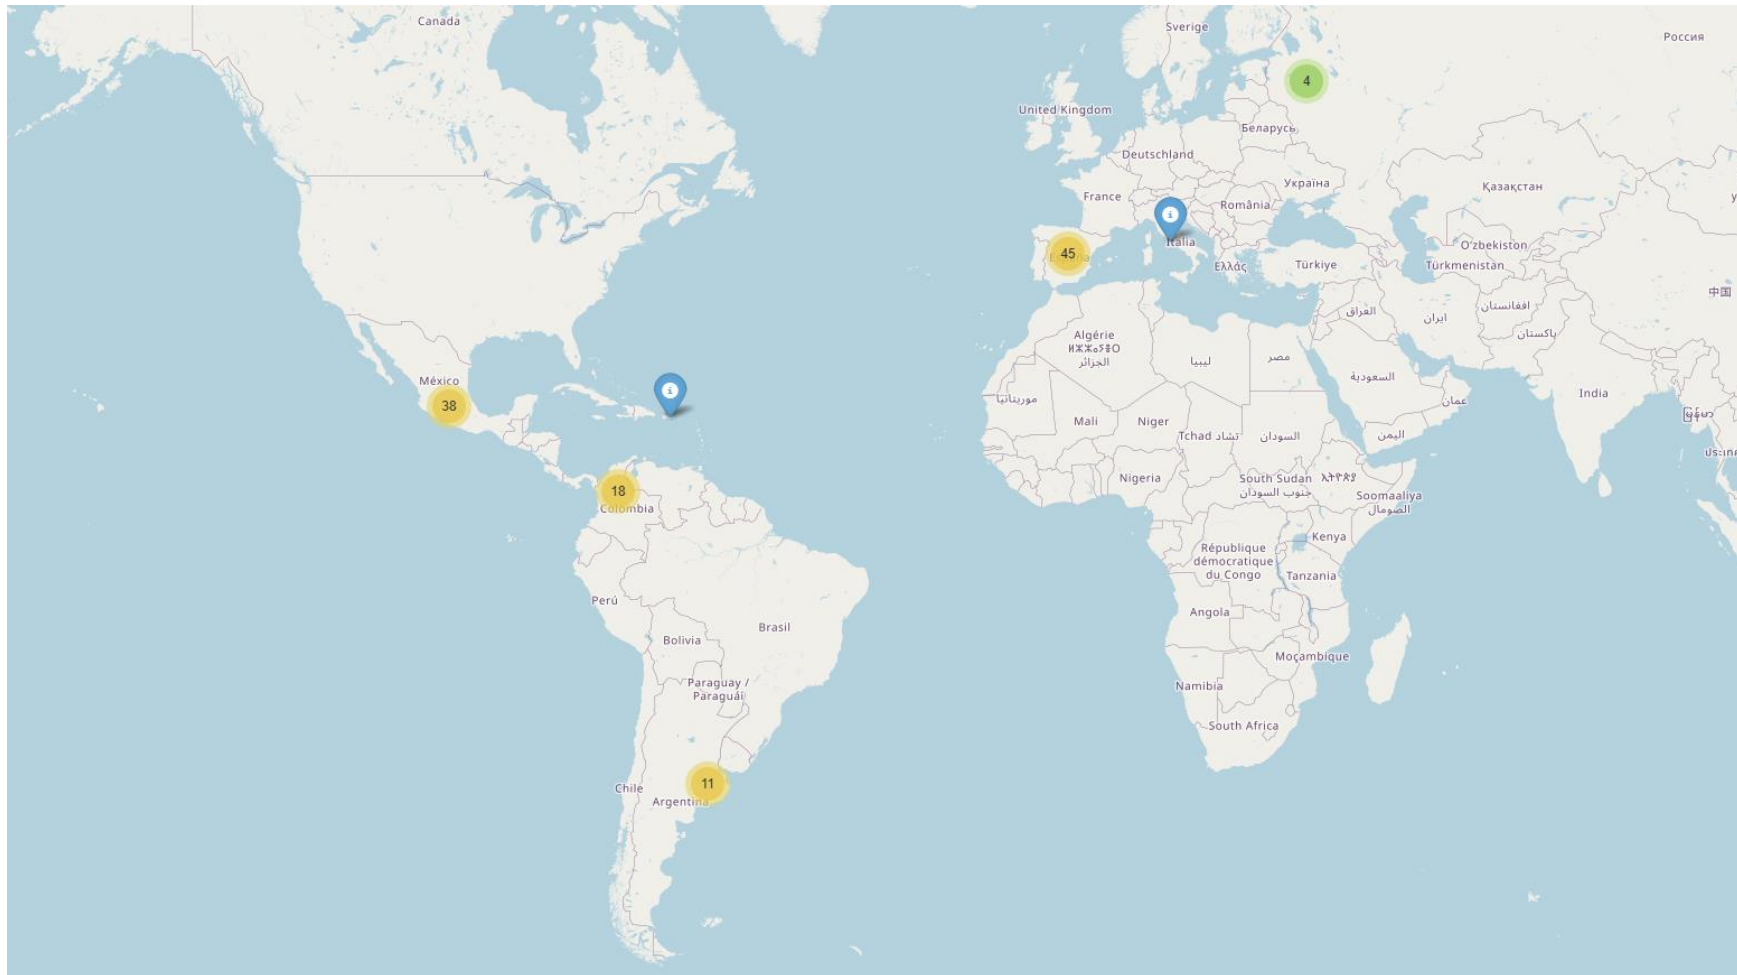 Canada
Sverige
Россия
4
United Kingdom
Беларусь
Deutschland
Україна
Қазақстан
France
România
Italia
O'zbekiston
45
Ελλάς
Türkiye
Türkmenistan
中国
افغانستان
العراق
ايران
پاکستان
Algérie
ⵍⵣⵣⴰⵢⴻⵔ
الجزائر
ليبيا
مصر
México
السعودية
India
38
موريتانيا
عمان
Mali
Niger
Tchad تشاد
السودان
اليمن
18
Nigeria
South Sudan
جنوب السودان
Soomaaliya
الصومال
Colombia
Kenya
République
démocratique
du Congo
Tanzania
Perú
Angola
Brasil
Bolivia
Moçambique
Paraguay /
Paraguái
Namibia
South Africa
11
Chile
Argentina